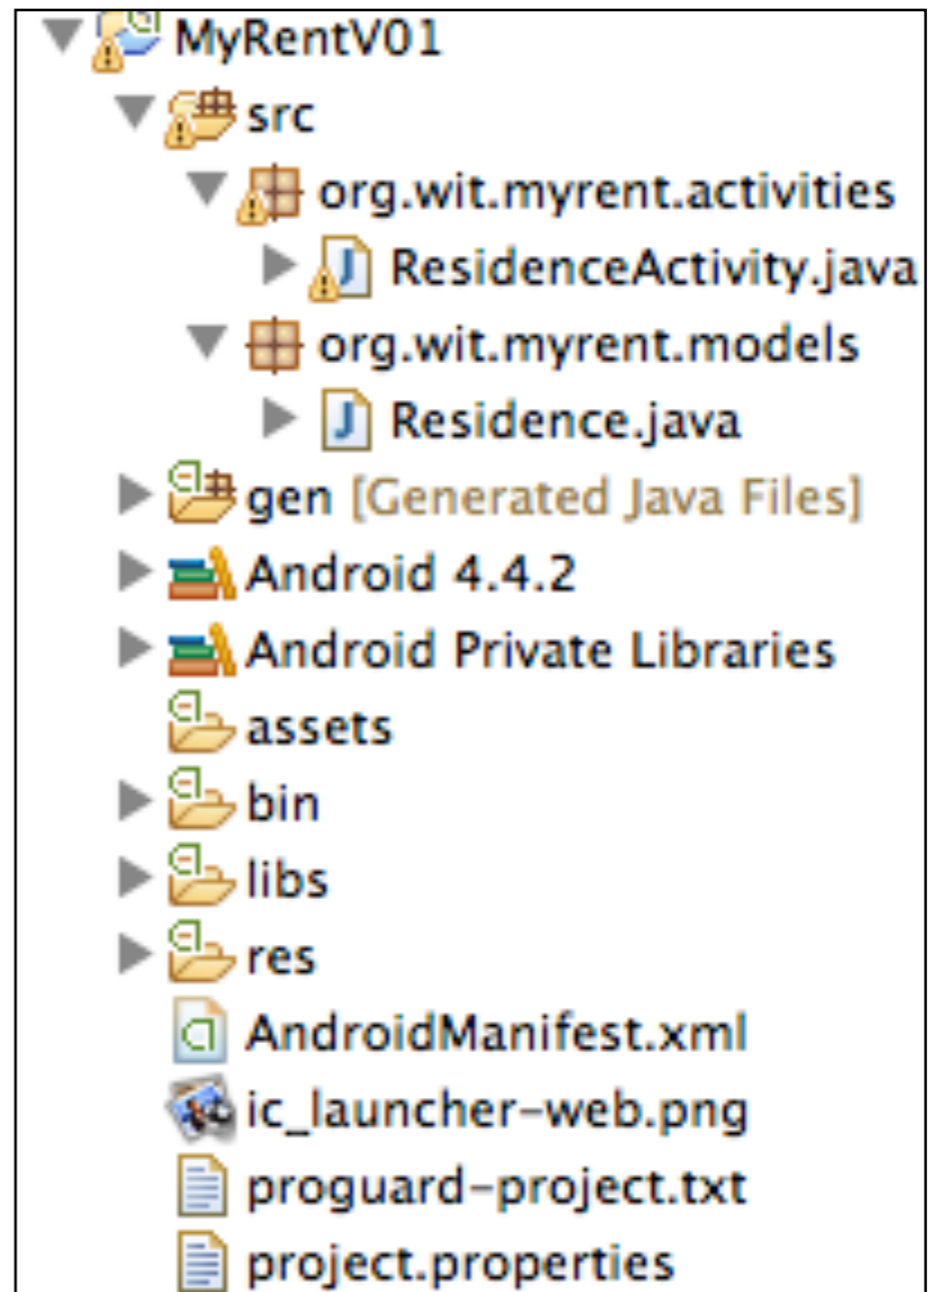 MyRentV01
src
org.wit.myrent.activities
ResidenceActivity.java
org.wit.myrent.models
Residence.java
gen [Generated Java Files]
Android 4.4.2
Android Private Libraries
assets
bin
libs
res
AndroidManifest.xml
ic_launcher-web.png
proguard-project.txt
project.properties